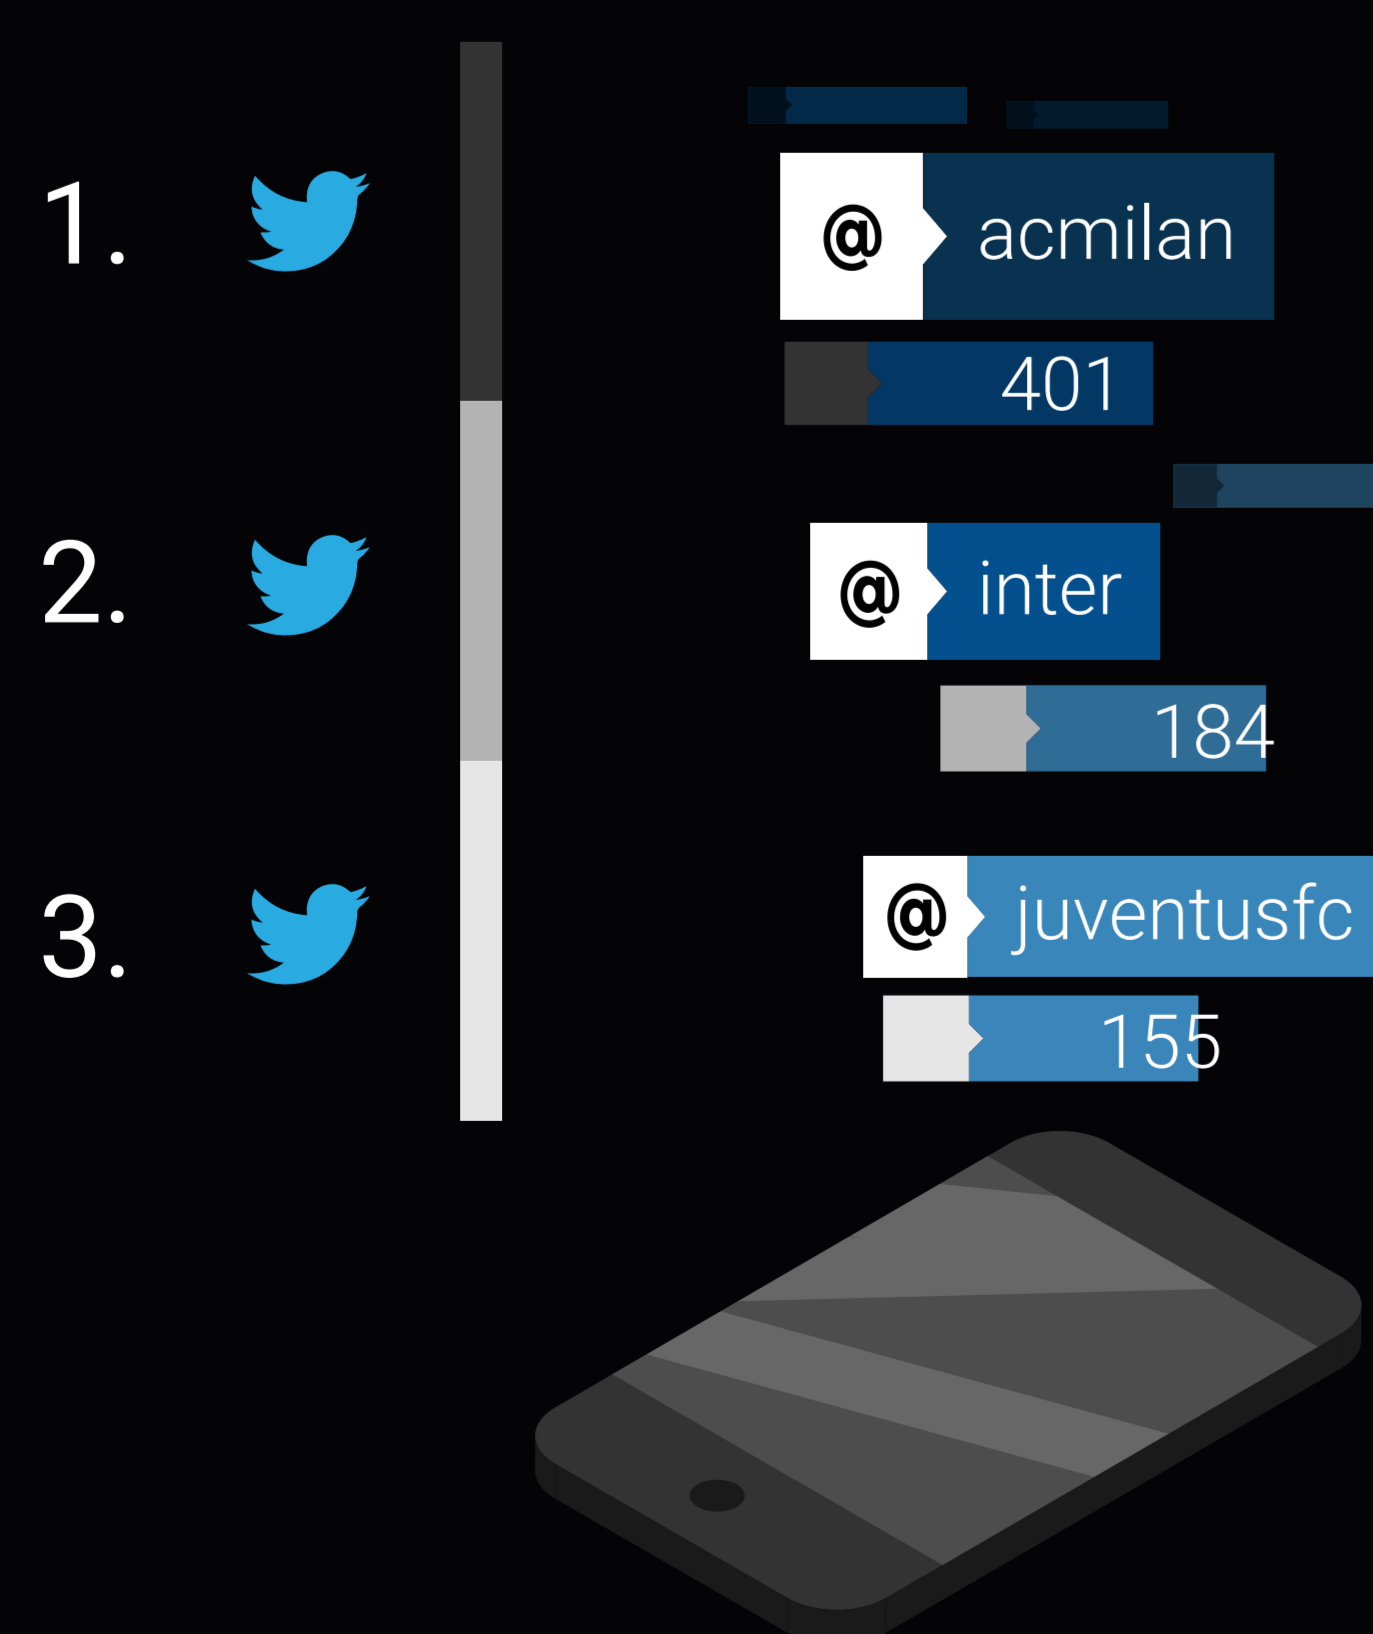 1.
@ acmilan
401
2.
@ inter
184
3.
@ juventusfc
155